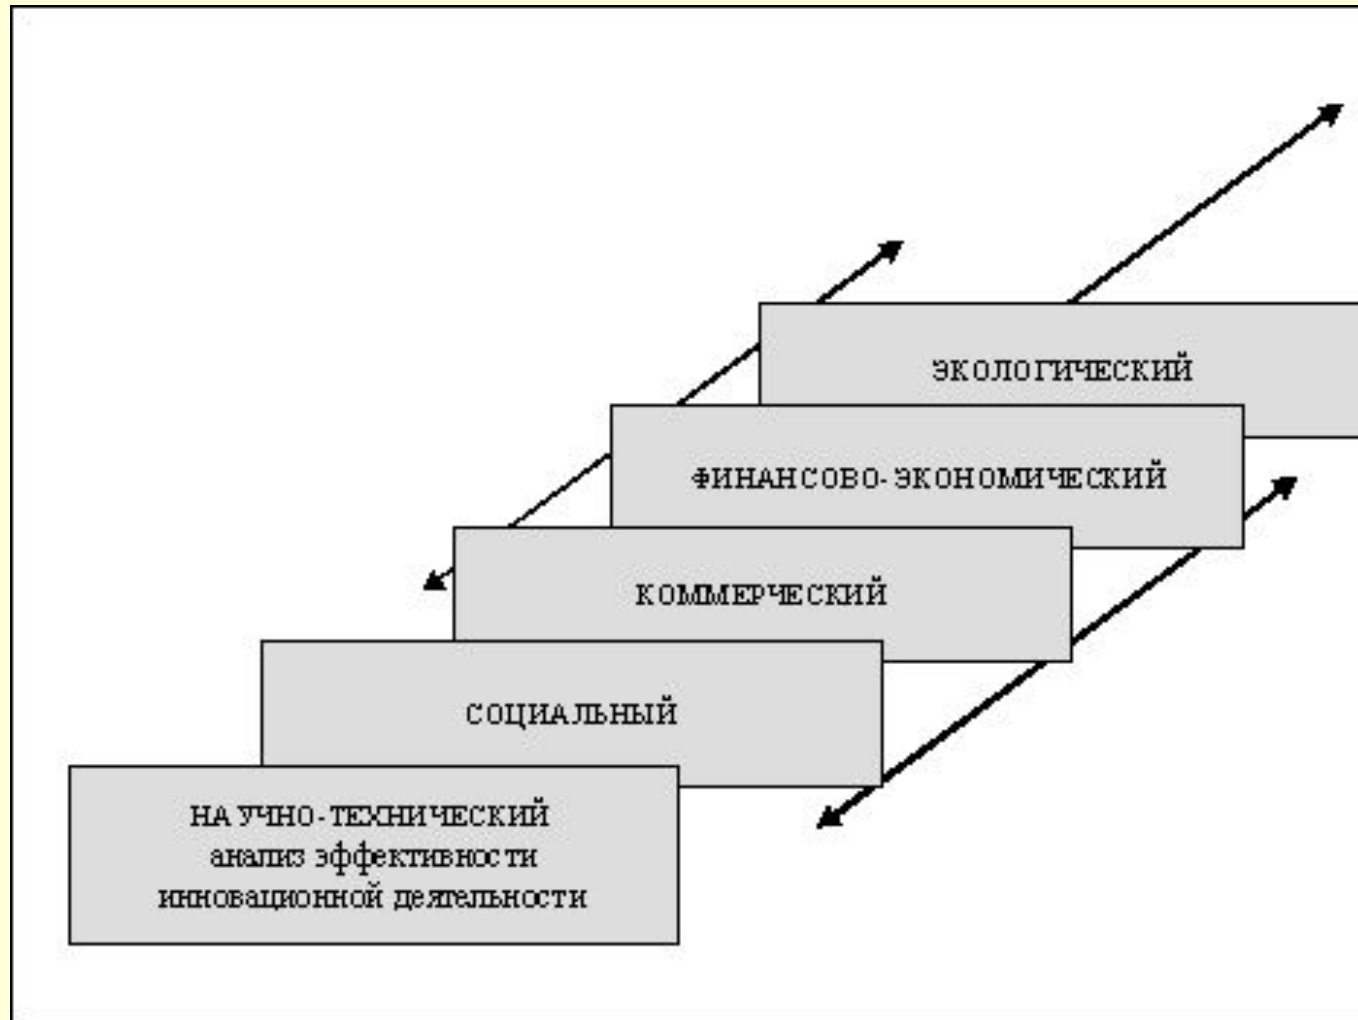 ЭКОЛОГИЧЕСКИЙ
ФИНАНСОВО-ЭКОНОМИЧЕСКИЙ
КОММЕРЧЕСКИЙ
СОЦИАЛЬНЫЙ
НАУЧНО-ТЕХНИЧЕСКИЙ
анализ эффективности
инновационной деятельности